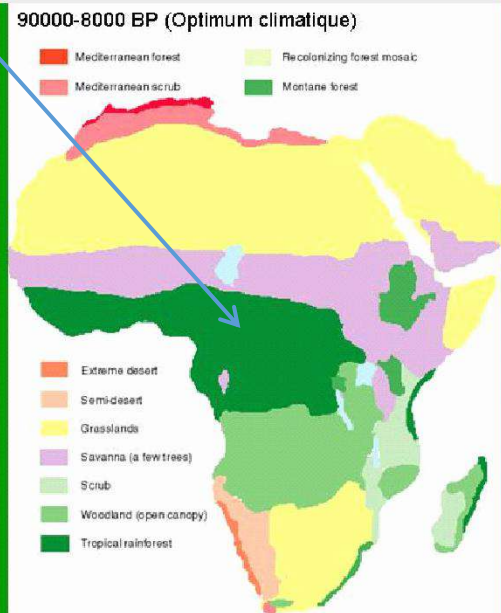 90000-8000 BP (Optimum climatique)
Mediterranean forest
Mediterranean scrub
Recolonizing forest mosaic
Montane forest
Extreme desert
Semi-desert
Grasslands
Savanna (a few trees)
Scrub
Woodland (open canopy)
Tropical rainforest